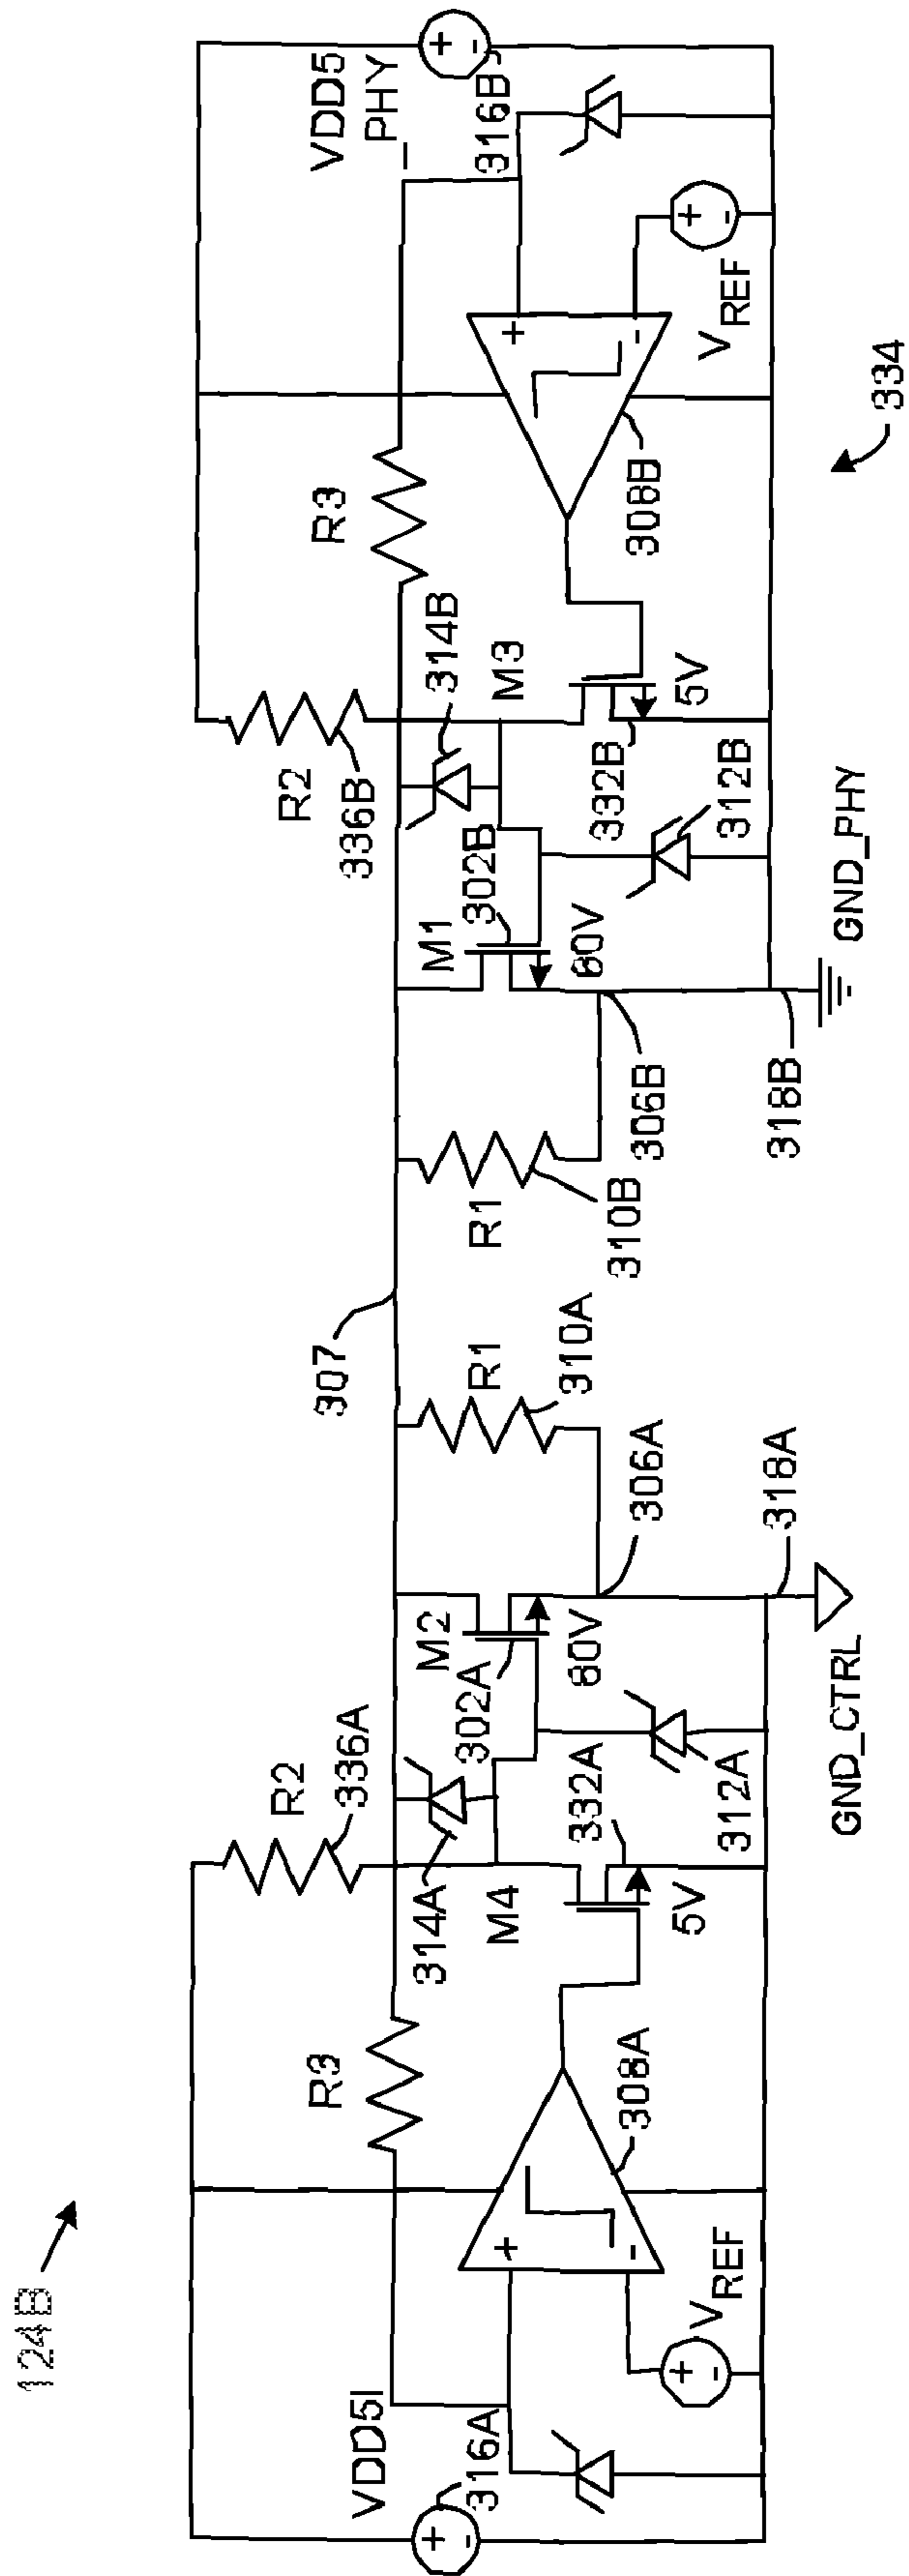 124B
VDD5I
316A
R3
R2
336A
307
R2
336B
R3
VDD5
PHY
_
316B
314A
M4
M2
302A
R1
310A
R1
310B
M1
302B
314B
M3
332A
5V
80V
306A
306B
80V
332B
5V
308A
308B
VREF
VREF
312A
318A
318B
312B
GND_CTRL
GND_PHY
334